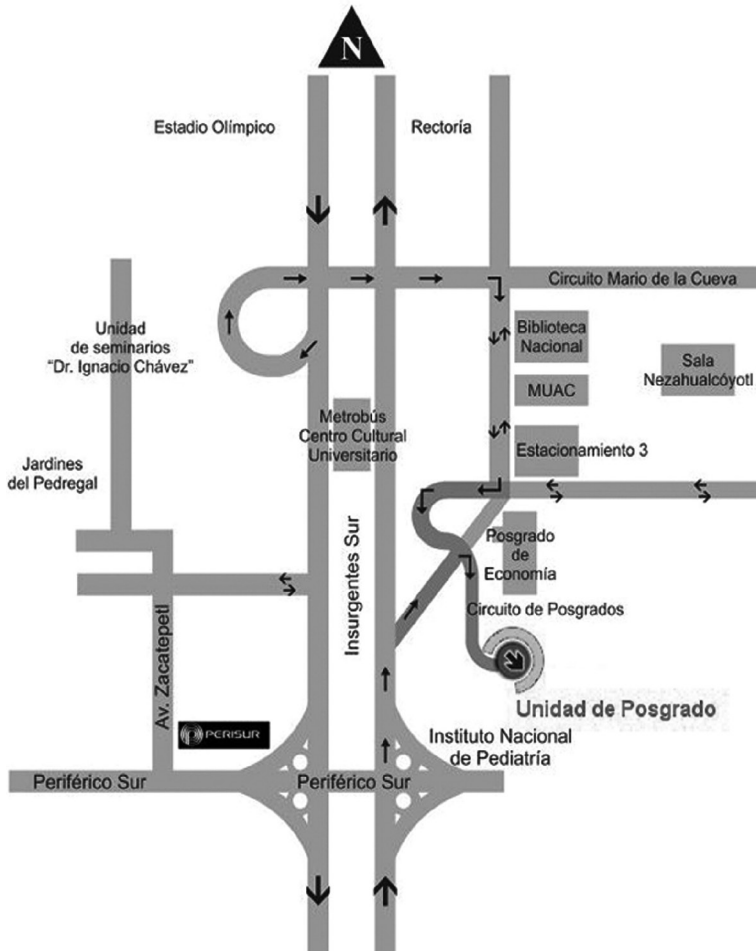 N
Estadio Olímpico
Rectoría
Circuito Mario de la Cueva
Biblioteca
Nacional
Unidad
de seminarios
“Dr. Ignacio Chávez”
Sala
Nezahualcóyotl
MUAC
Metrobús
Centro Cultural
Universitario
Estacionamiento 3
Jardines
del Pedregal
Posgrado
de
Economía
Insurgentes Sur
Circuito de Posgrados
Av. Zacatepetl
Unidad de Posgrado
PERISUR
Instituto Nacional
de Pediatría
Periférico Sur
Periférico Sur